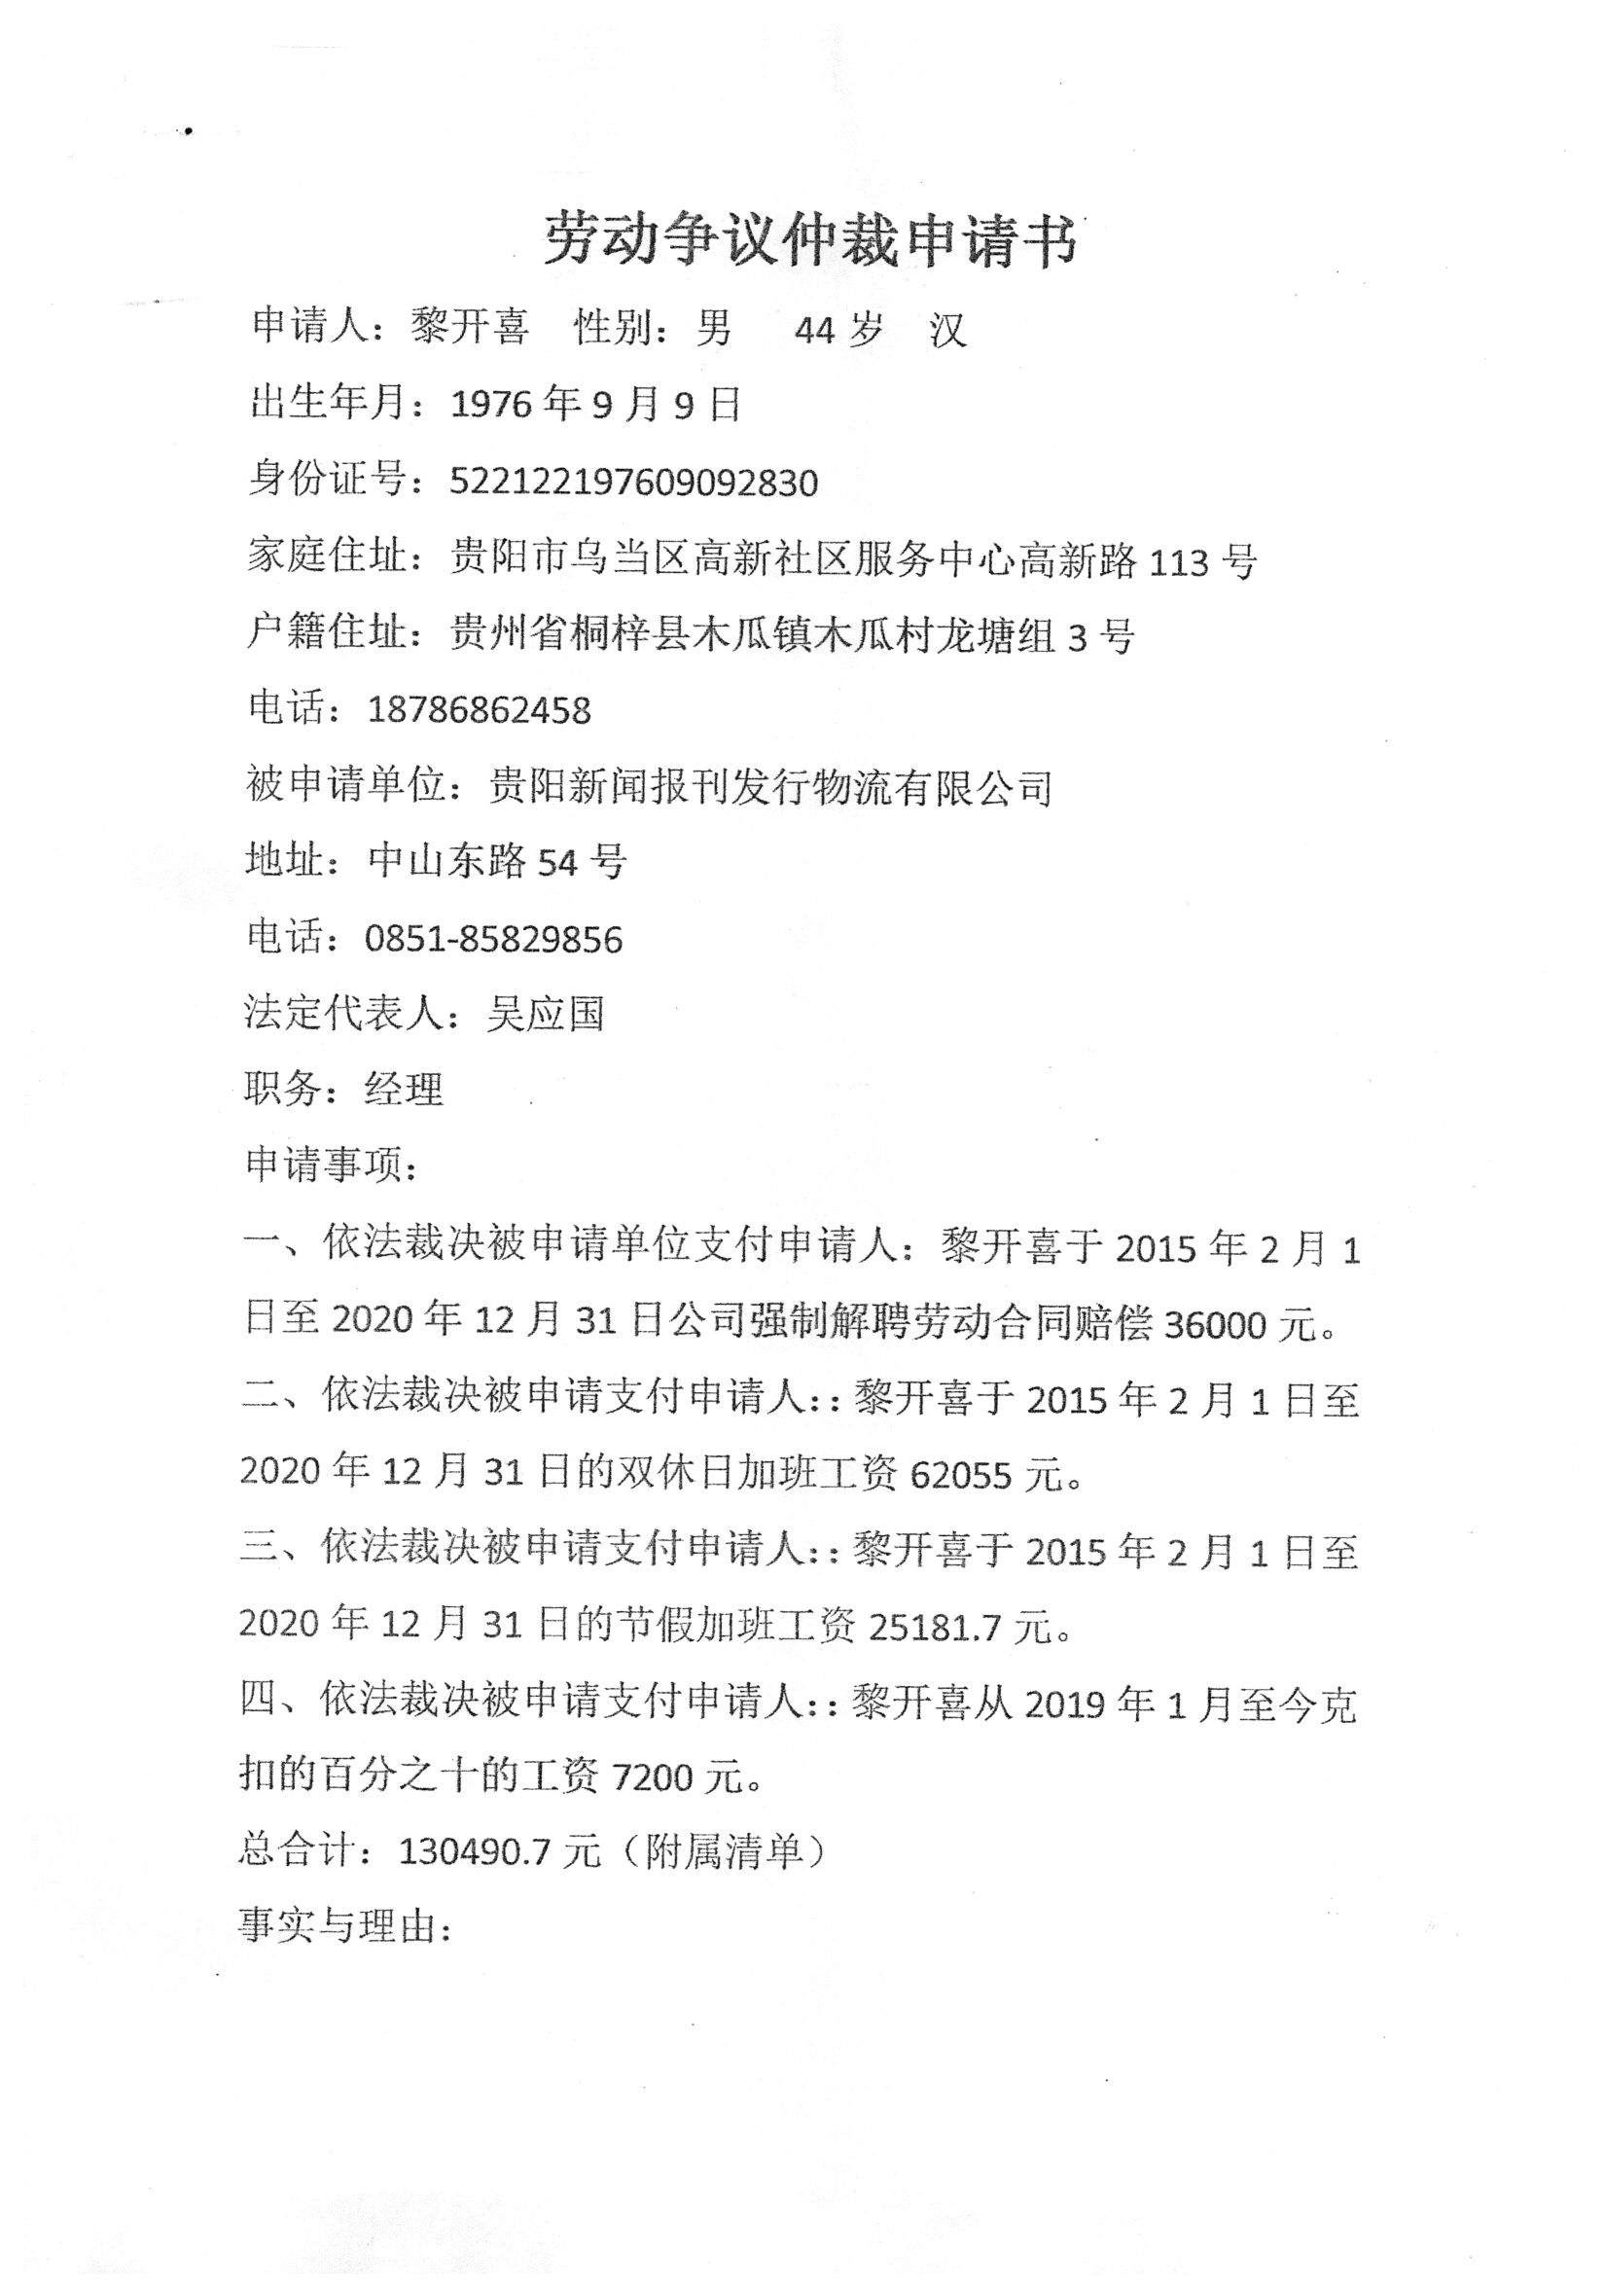 劳动争议仲裁申请书
申请人：黎开喜 性别：男 44 岁 汉
出生年月：1976 年 9 月 9 日
身份证号：522122197609092830
家庭住址：贵阳市乌当区高新社区服务中心高新路 113 号
户籍住址：贵州省桐梓县木瓜镇木瓜村龙塘组 3 号
电话：18786862458
被申请单位：贵阳新闻报刊发行物流有限公司
地址：中山东路 54 号
电话：0851-85829856
法定代表人：吴应国
职务：经理
申请事项：
一、依法裁决被申请单位支付申请人：黎开喜于 2015 年 2 月 1
日至 2020 年 12 月 31 日公司强制解聘劳动合同赔偿 36000 元。
二、依法裁决被申请支付申请人：：黎开喜于 2015 年 2 月 1 日至
2020 年 12 月 31 日的双休日加班工资 62055 元。
三、依法裁决被申请支付申请人：：黎开喜于 2015 年 2 月 1 日至
2020 年 12 月 31 日的节假加班工资 25181.7 元。
四、依法裁决被申请支付申请人：：黎开喜从 2019 年 1 月至今克
扣的百分之十的工资 7200 元。
总合计：130490.7 元（附属清单）
事实与理由：